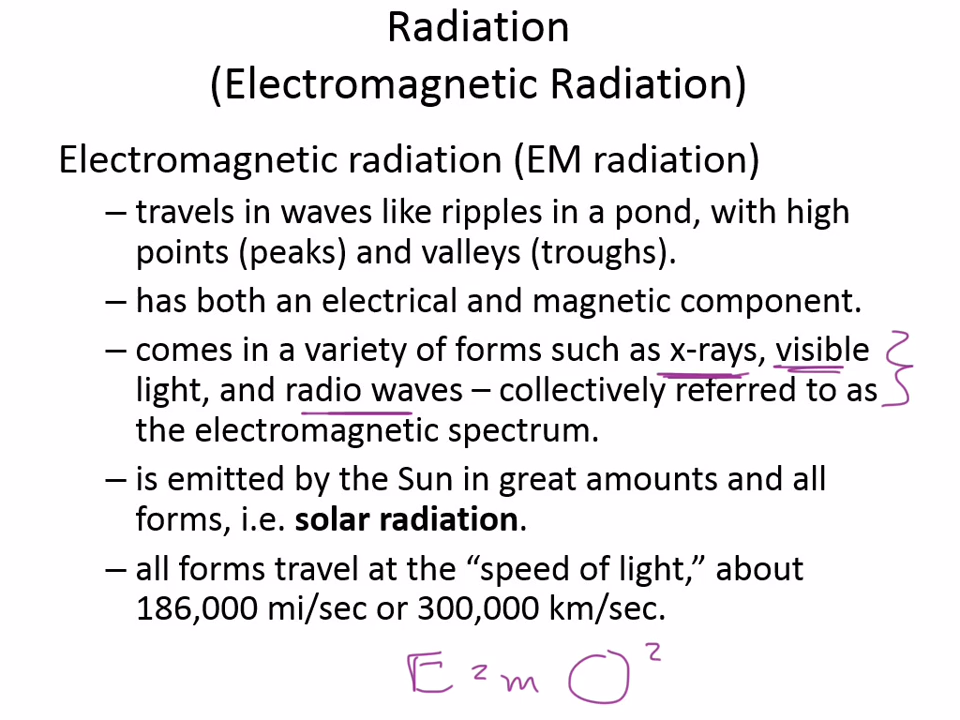 Radiation
(Electromagnetic Radiation)
Electromagnetic radiation (EM radiation)
– travels in waves like ripples in a pond, with high
points (peaks) and valleys (troughs).
– has both an electrical and magnetic component.
– comes in a variety of forms such as x-rays, visible
light, and radio waves – collectively referred to as
the electromagnetic spectrum.
– is emitted by the Sun in great amounts and all
forms, i.e. solar radiation.
– all forms travel at the “speed of light,” about
186,000 mi/sec or 300,000 km/sec.
E = m O²